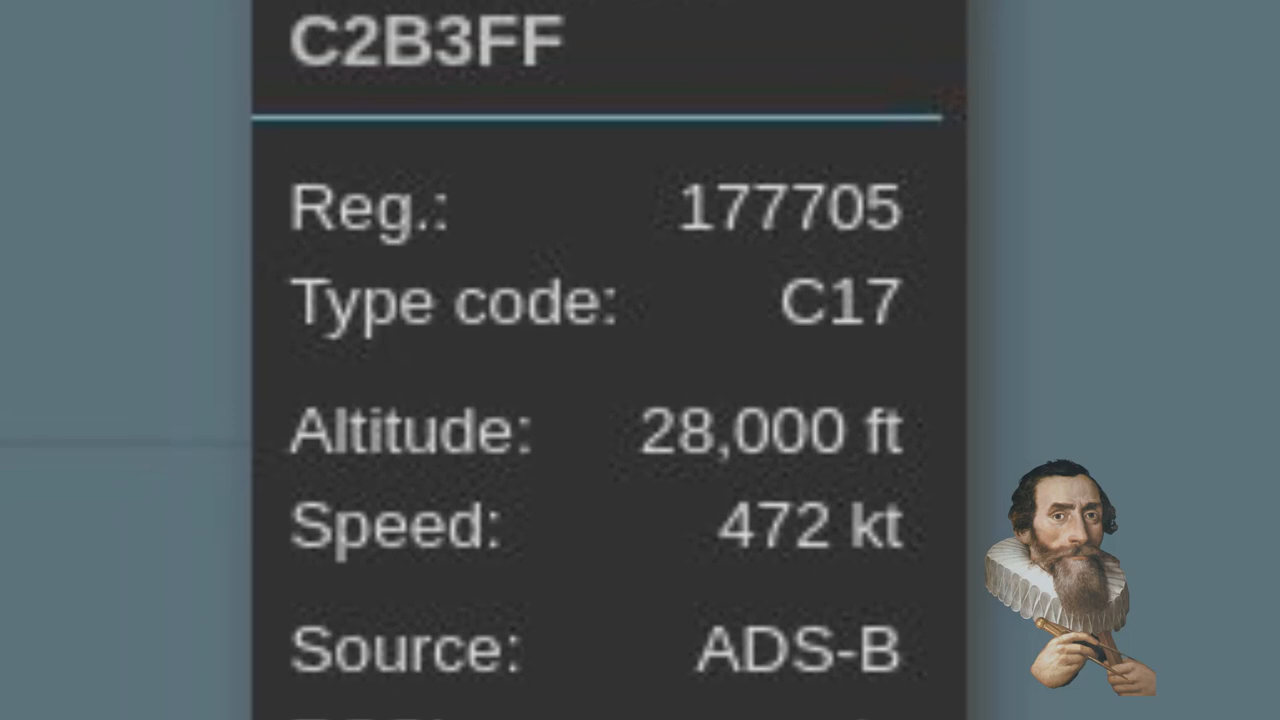 C2B3FF
Reg.: 177705
Type code: C17
Altitude: 28,000 ft
Speed: 472 kt
Source: ADS-B